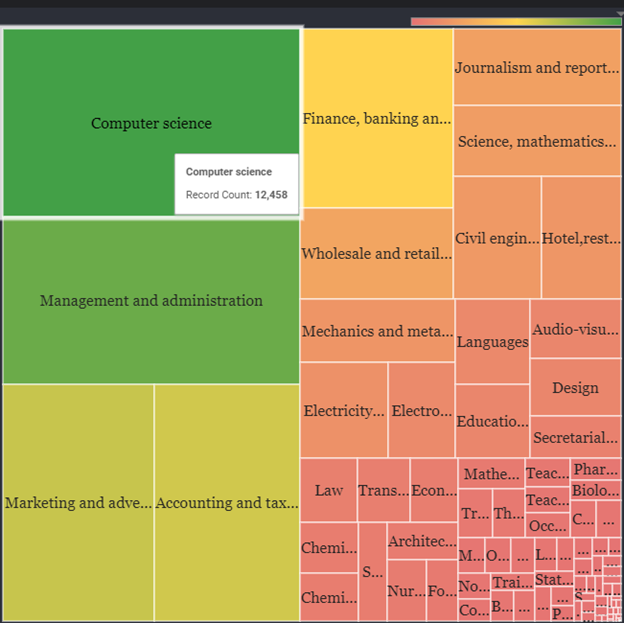 Computer science
Computer science
Record Count: 12,458
Management and administration
Marketing and adve...
Accounting and tax...
Finance, banking an...
Wholesale and retail...
Journalism and report...
Science, mathematics...
Civil engin...
Hotel,rest...
Mechanics and meta...
Electricity...
Electro...
Languages
Educatio...
Audio-visu...
Design
Secretarial...
Law
Trans...
Econ...
Chemi...
Chemi...
S...
Architec...
Nur...
Fo...
Mathe...
Tr...
Th...
Teac...
Teac...
Occ...
Phar...
Biolo...
C...
...
M...
O...
...
L...
...
No...
Trai...
Stat...
Co...
B...
...
...
...
P...
...
...
...
...
...
...
S...